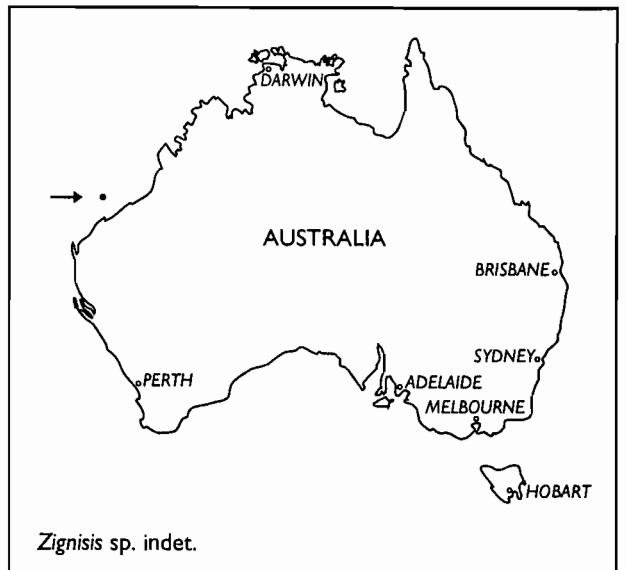 DARWIN
AUSTRALIA
BRISBANE
SYDNEY
PERTH
ADELAIDE
MELBOURNE
HOBART
Zignisis sp. indet.